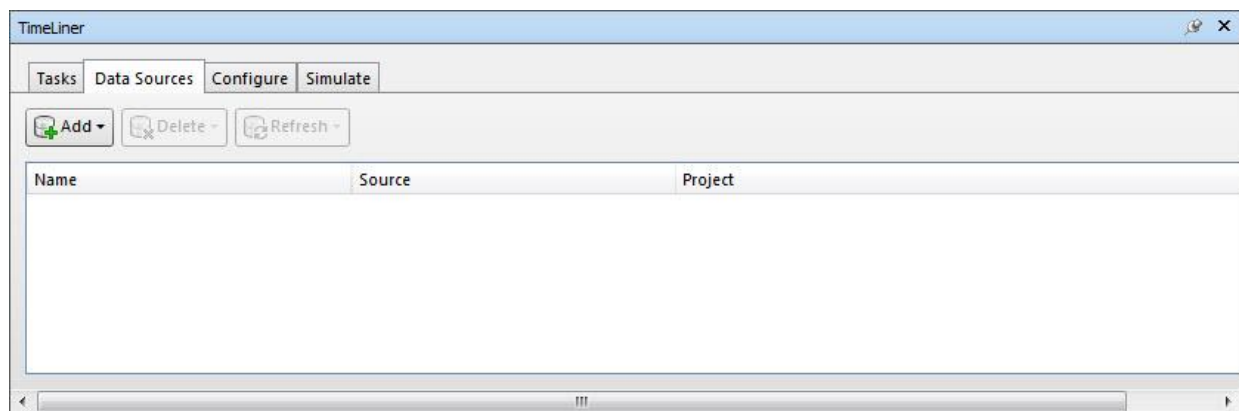 TimeLiner
Tasks Data Sources Configure Simulate
Add Delete Refresh
Name Source Project